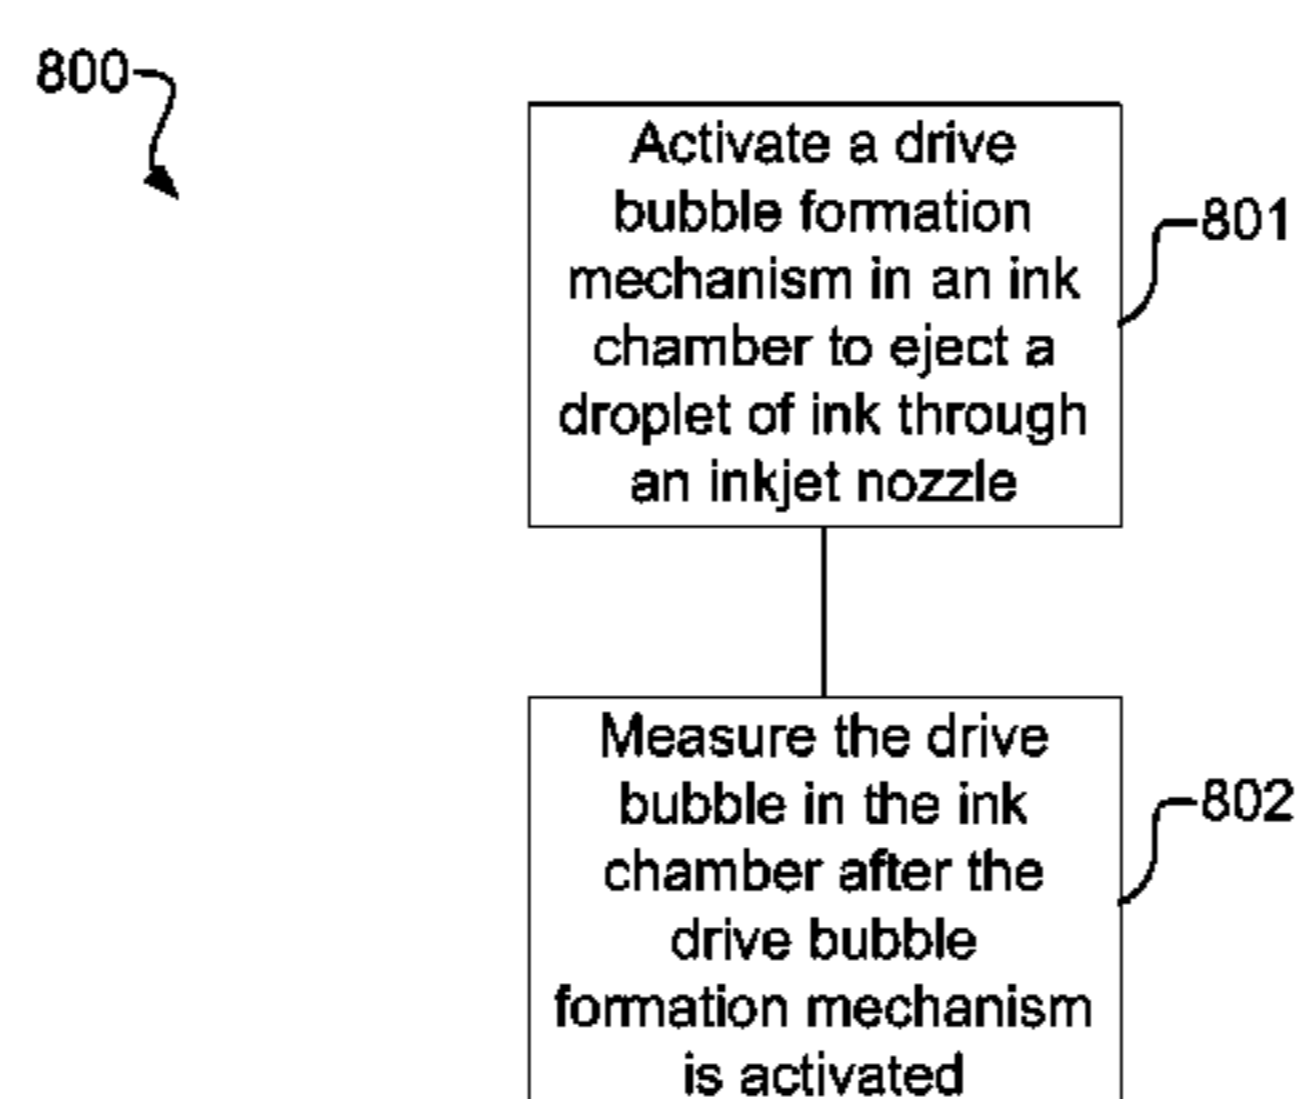 800
Activate a drive
bubble formation
mechanism in an ink
chamber to eject a
droplet of ink through
an inkjet nozzle
801
Measure the drive
bubble in the ink
chamber after the
drive bubble
formation mechanism
is activated
802